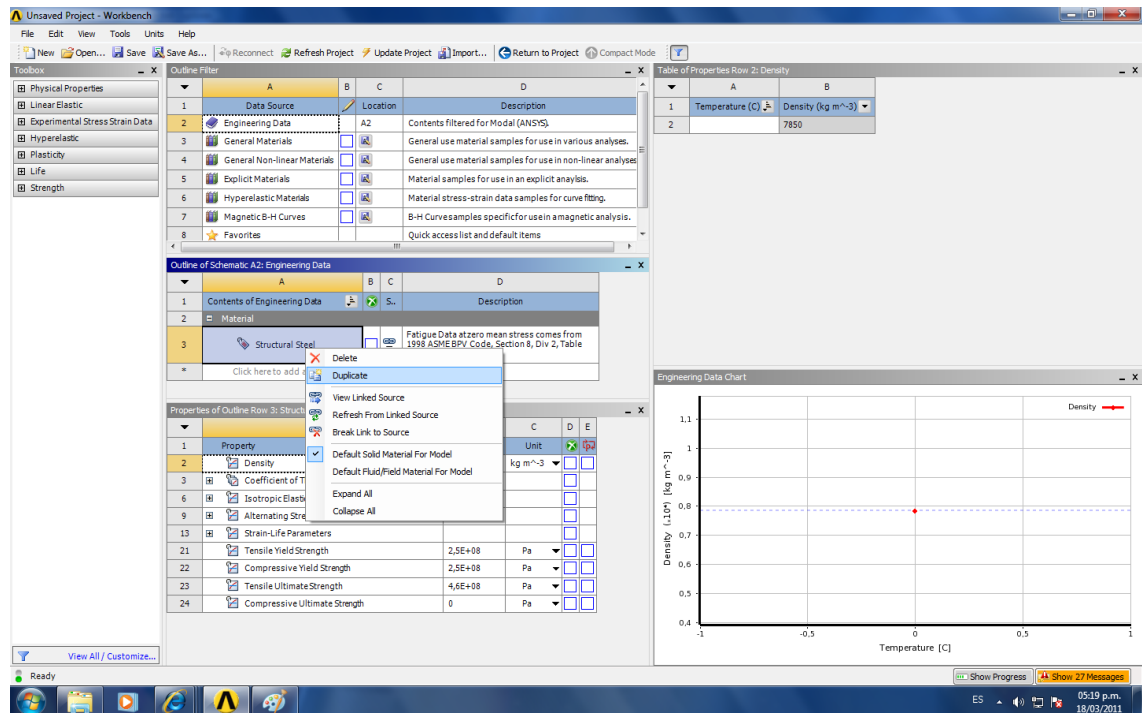 Unsaved Project - Workbench
File Edit View Tools Units Help
New Open... Save Save As... Reconnect Refresh Project Update Project Import... Return to Project Compact Mode
Toolbox
Physical Properties
Linear Elastic
Experimental Stress Strain Data
Hyperelastic
Plasticity
Life
Strength
View All / Customize...
Outline Filter
A B C D
1 Data Source Location Description
2 Engineering Data A2 Contents filtered for Modal (ANSYS).
3 General Materials General use material samples for use in various analyses.
4 General Non-linear Materials General use material samples for use in non-linear analyses
5 Explicit Materials Material samples for use in an explicit anaylsis.
6 Hyperelastic Materials Material stress-strain data samples for curve fitting.
7 Magnetic B-H Curves B-H Curve samples specific for use in a magnetic analysis.
8 Favorites Quick access list and default items
Outline of Schematic A2: Engineering Data
A B C D
1 Contents of Engineering Data S.. Description
2 Material
3 Structural Steel Fatigue Data at zero mean stress comes from
1998 ASME BPV Code, Section 8, Div 2, Table
* Click here to add a
Delete
Duplicate
View Linked Source
Refresh From Linked Source
Break Link to Source
Default Solid Material For Model
Default Fluid/Field Material For Model
Expand All
Collapse All
Properties of Outline Row 3: Struct
C D E
1 Property Unit
2 Density kg m^-3
3 Coefficient of T
6 Isotropic Elasti
9 Alternating Stre
13 Strain-Life Parameters
21 Tensile Yield Strength 2,5E+08 Pa
22 Compressive Yield Strength 2,5E+08 Pa
23 Tensile Ultimate Strength 4,6E+08 Pa
24 Compressive Ultimate Strength 0 Pa
Table of Properties Row 2: Density
A B
1 Temperature (C) Density (kg m^-3)
2 7850
Engineering Data Chart
Density
Density (.10⁴) [kg m^-3]
1,1
1
0,9
0,8
0,7
0,6
0,5
0,4
-1 -0,5 0 0,5 1
Temperature [C]
Ready
Show Progress Show 27 Messages
ES 05:19 p.m.
18/03/2011